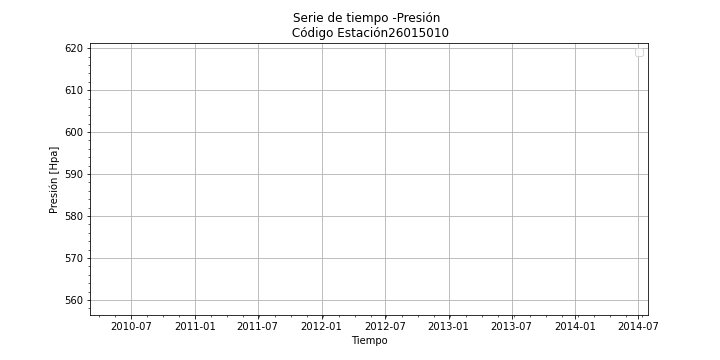 Serie de tiempo -Presión
Código Estación26015010
620
610
600
590
580
570
560
Presión [Hpa]
2010-07 2011-01 2011-07 2012-01 2012-07 2013-01 2013-07 2014-01 2014-07
Tiempo